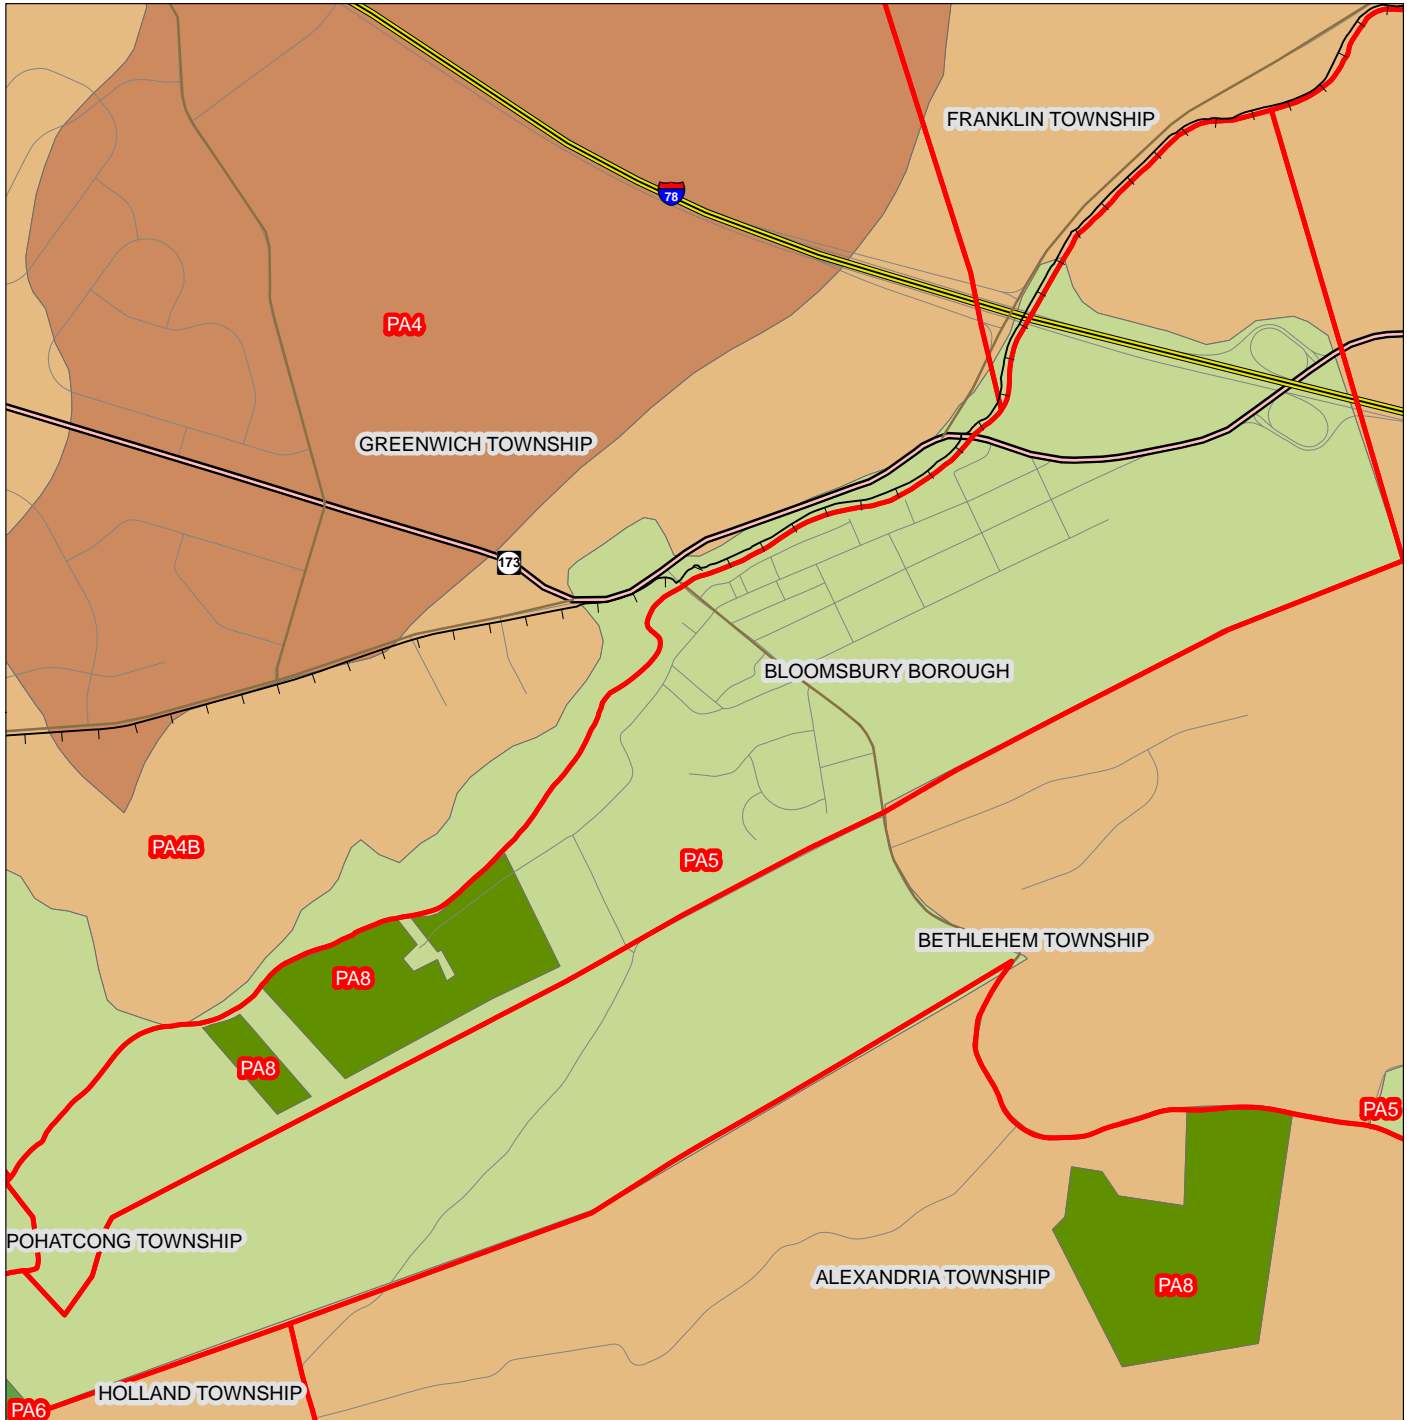 FRANKLIN TOWNSHIP
78
PA4
GREENWICH TOWNSHIP
173
BLOOMSBURY BOROUGH
PA4B
PA5
BETHLEHEM TOWNSHIP
PA8
PA8
PA5
POHATCONG TOWNSHIP
ALEXANDRIA TOWNSHIP
PA8
HOLLAND TOWNSHIP
PA6